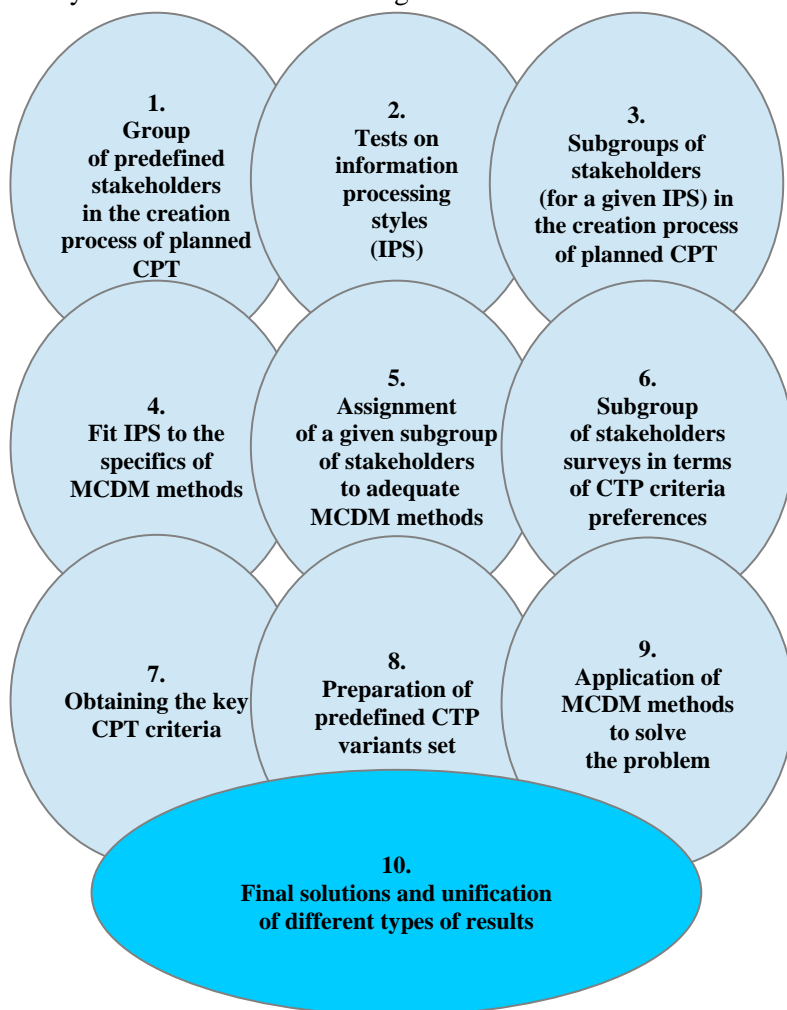 1.
Group
of predefined
stakeholders
in the creation
process of planned
CPT
2.
Tests on
information
processing
styles
(IPS)
3.
Subgroups of
stakeholders
(for a given IPS) in
the creation process
of planned CPT
4.
Fit IPS to the
specifics of
MCDM methods
5.
Assignment
of a given subgroup
of stakeholders
to adequate
MCDM methods
6.
Subgroup
of stakeholders
surveys in terms
of CTP criteria
preferences
7.
Obtaining the key
CPT criteria
8.
Preparation of
predefined CTP
variants set
9.
Application of
MCDM methods
to solve
the problem
10.
Final solutions and unification
of different types of results